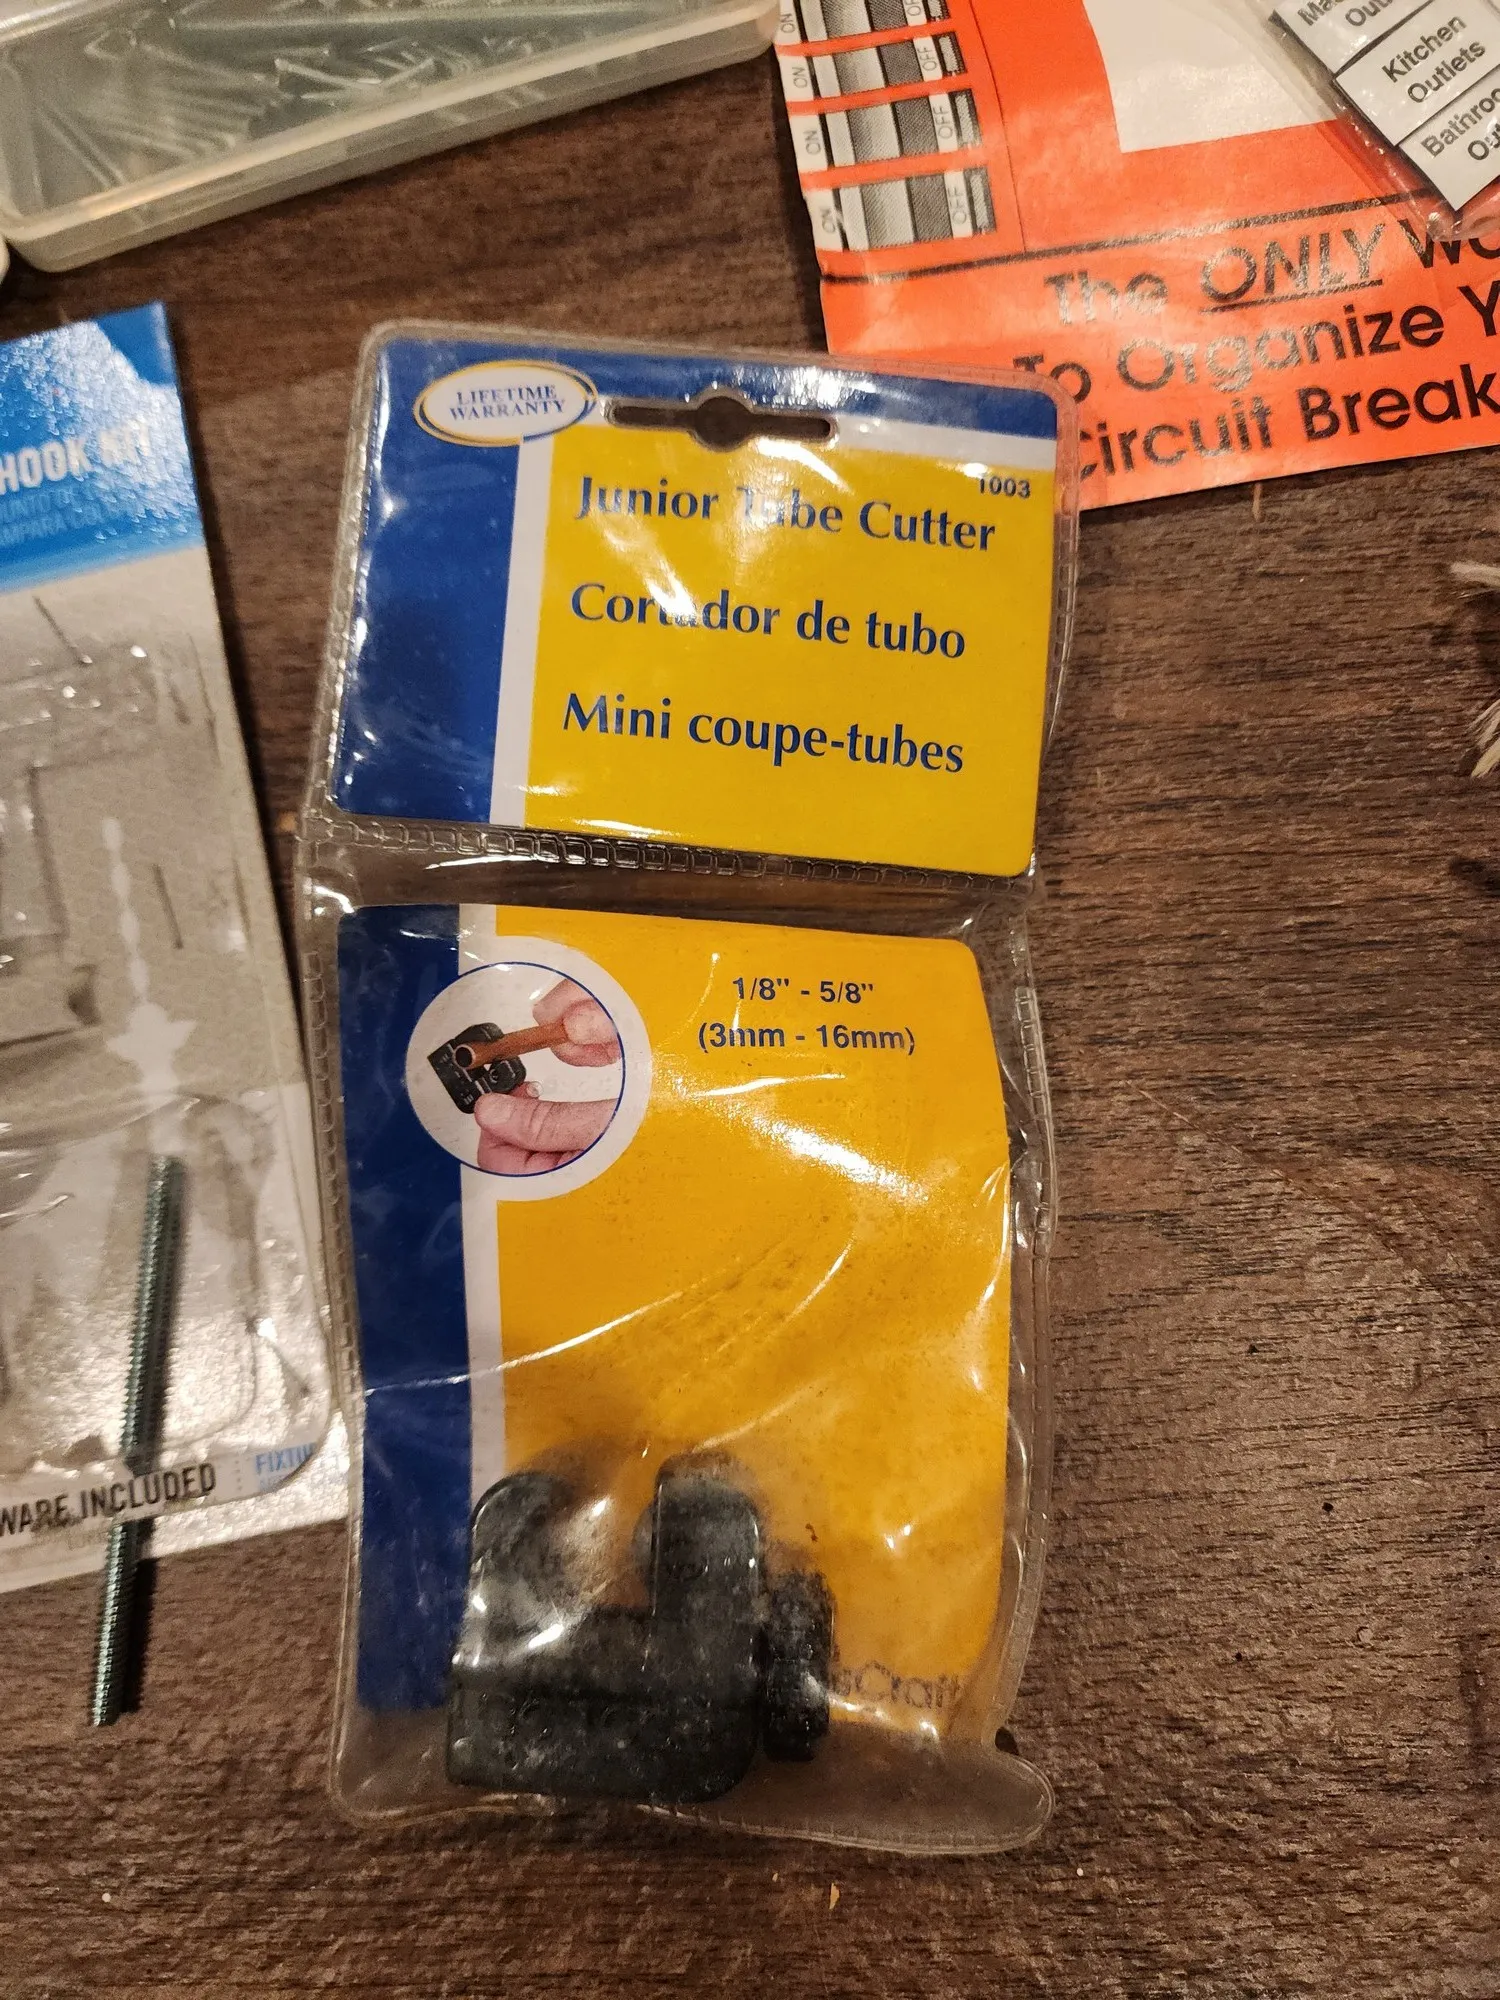 ON
OFF
ON
OFF
ON
OFF
ON
OFF
Kitchen
Outlets
The ONLY
To Organize
Circuit Break
HOOK KIT
LIFETIME
WARRANTY
1003
Junior Tube Cutter
Cortador de tubo
Mini coupe-tubes
1/8" - 5/8"
(3mm - 16mm)
WARE INCLUDED